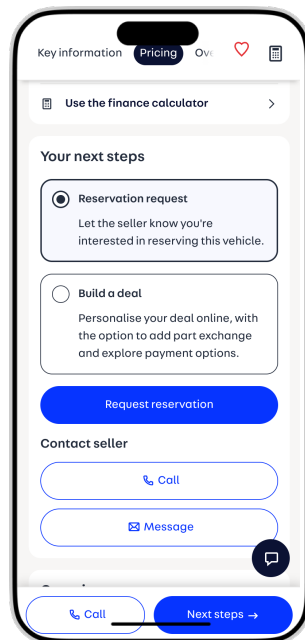 Key information Pricing
Use the finance calculator
Your next steps
Reservation request
Let the seller know you're
interested in reserving this vehicle.
Build a deal
Personalise your deal online, with
the option to add part exchange
and explore payment options.
Request reservation
Contact seller
Call
Message
Call
Next steps →